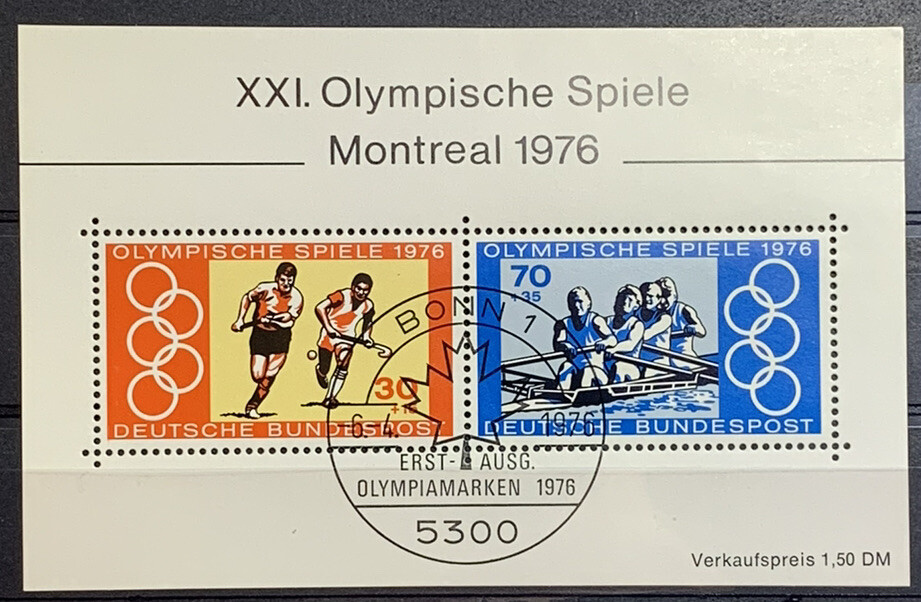 XXI. Olympische Spiele
Montreal 1976
OLYMPISCHE SPIELE 1976
30
DEUTSCHE BUNDESPOST
OLYMPISCHE SPIELE 1976
70
+35
DEUTSCHE BUNDESPOST
BONN 1
-6.-4. 1976-
ERST- AUSG.
OLYMPIAMARKEN 1976
5300
Verkaufspreis 1,50 DM